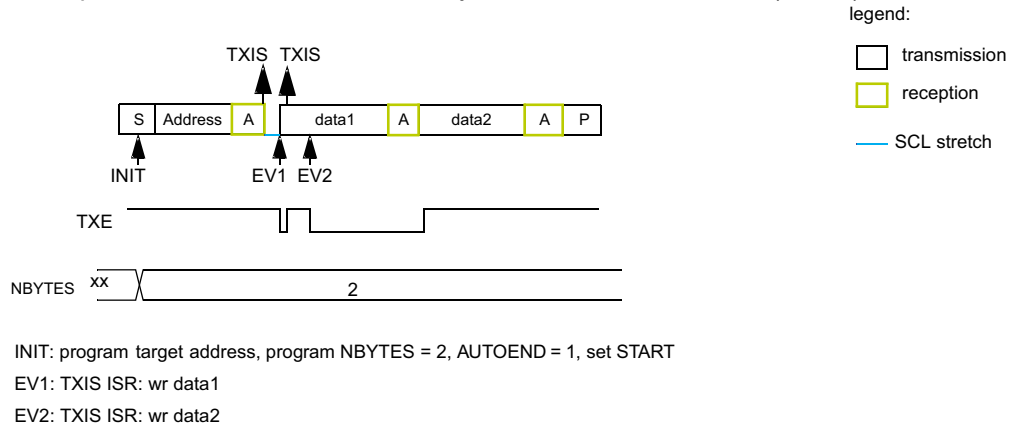 legend:
transmission
reception
SCL stretch
TXIS TXIS
S Address A data1 A data2 A P
INIT EV1 EV2
TXE
NBYTES xx 2
INIT: program target address, program NBYTES = 2, AUTOEND = 1, set START
EV1: TXIS ISR: wr data1
EV2: TXIS ISR: wr data2